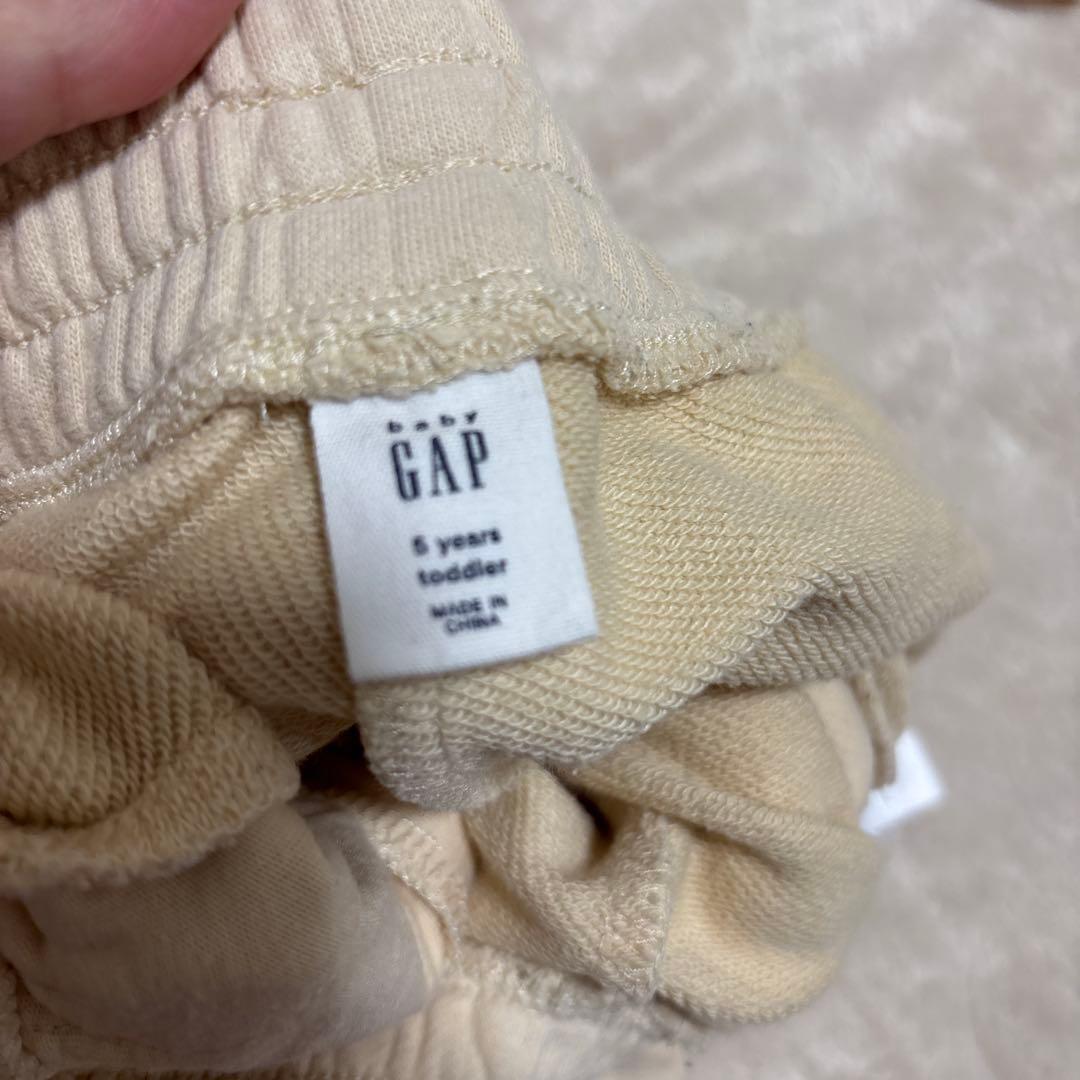 baby
GAP
5 years
toddler
MADE IN
CHINA